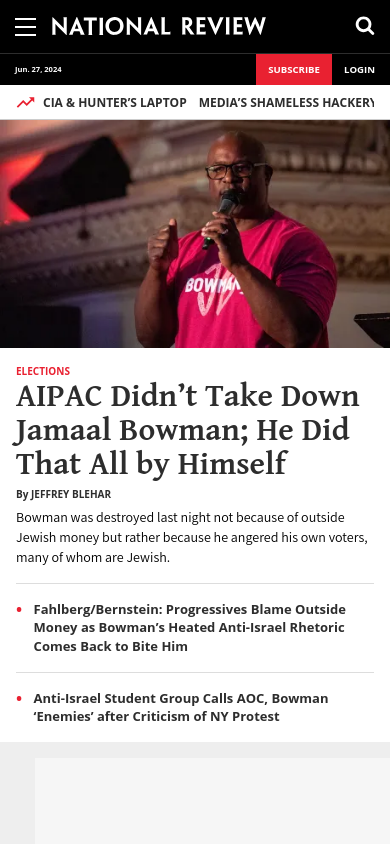 NATIONAL REVIEW
Jun. 27, 2024
SUBSCRIBE
LOGIN
CIA & HUNTER'S LAPTOP MEDIA'S SHAMELESS HACKERY
BOWMAN
ELECTIONS
AIPAC Didn’t Take Down
Jamaal Bowman; He Did
That All by Himself
By JEFFREY BLEHAR
Bowman was destroyed last night not because of outside
Jewish money but rather because he angered his own voters,
many of whom are Jewish.
• Fahlberg/Bernstein: Progressives Blame Outside
Money as Bowman’s Heated Anti-Israel Rhetoric
Comes Back to Bite Him
• Anti-Israel Student Group Calls AOC, Bowman
‘Enemies’ after Criticism of NY Protest